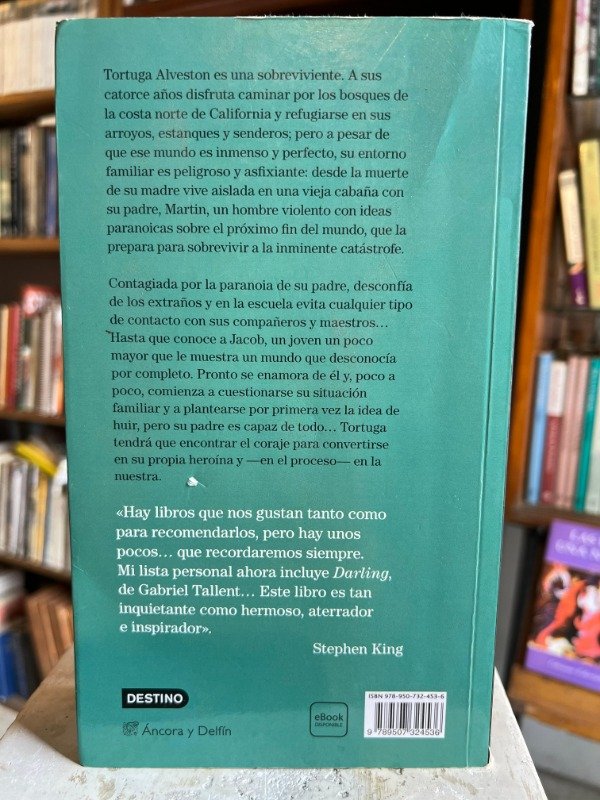 Tortuga Alveston es una sobreviviente. A sus
catorce años disfruta caminar por los bosques de
la costa norte de California y refugiarse en sus
arroyos, estanques y senderos; pero a pesar de
que ese mundo es inmenso y perfecto, su entorno
familiar es peligroso y asfixiante: desde la muerte
de su madre vive aislada en una vieja cabaña con
su padre, Martin, un hombre violento con ideas
paranoicas sobre el próximo fin del mundo, que la
prepara para sobrevivir a la inminente catástrofe.
Contagiada por la paranoia de su padre, desconfía
de los extraños y en la escuela evita cualquier tipo
de contacto con sus compañeros y maestros...
Hasta que conoce a Jacob, un joven un poco
mayor que le muestra un mundo que desconocía
por completo. Pronto se enamora de él y, poco a
poco, comienza a cuestionarse su situación
familiar y a plantearse por primera vez la idea de
huir, pero su padre es capaz de todo... Tortuga
tendrá que encontrar el coraje para convertirse
en su propia heroína y —en el proceso— en la
nuestra.
«Hay libros que nos gustan tanto como
para recomendarlos, pero hay unos
pocos... que recordaremos siempre.
Mi lista personal ahora incluye Darling,
de Gabriel Tallent... Este libro es tan
inquietante como hermoso, aterrador
e inspirador».
Stephen King
DESTINO
Áncora y Delfín
eBook
DISPONIBLE
ISBN 978-950-732-453-6
9 789507 324536